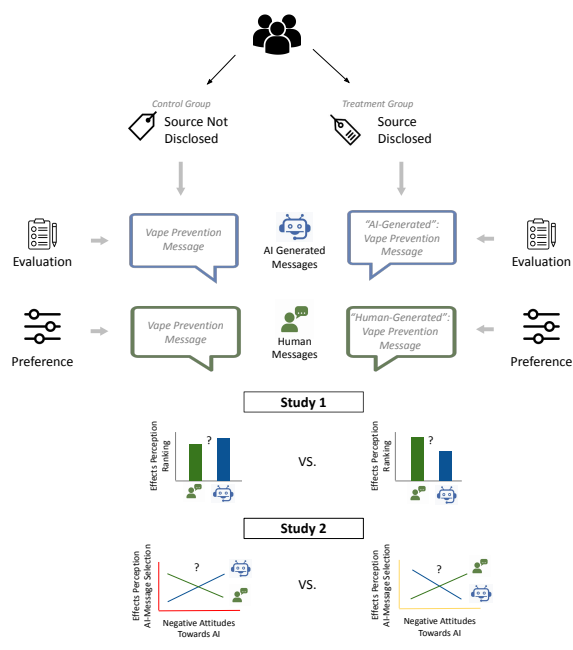 Control Group
Treatment Group
Source Not
Disclosed
Source
Disclosed
Evaluation
Vape Prevention
Message
AI Generated
Messages
“AI-Generated”:
Vape Prevention
Message
Evaluation
Preference
Vape Prevention
Message
Human
Messages
“Human-Generated”:
Vape Prevention
Message
Preference
Study 1
Effects Perception
Ranking
?
VS.
Effects Perception
Ranking
?
Study 2
Effects Perception
AI-Message Selection
?
Negative Attitudes
Towards AI
VS.
Effects Perception
AI-Message Selection
?
Negative Attitudes
Towards AI